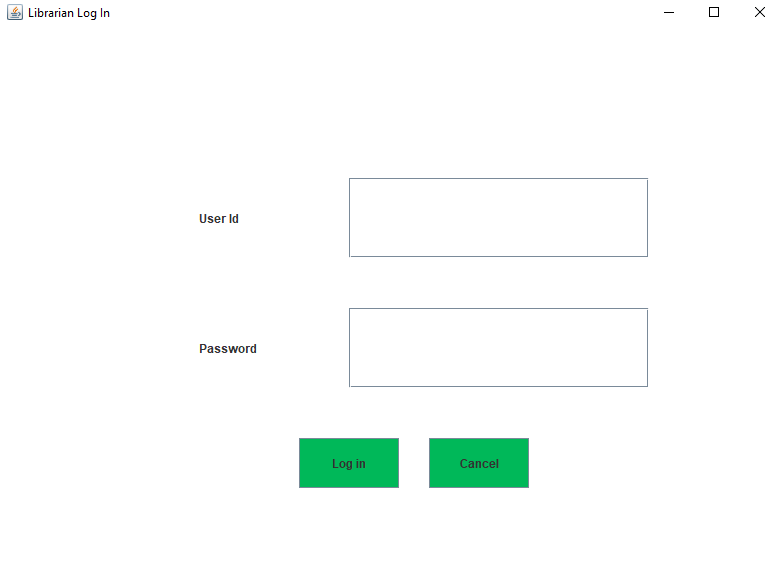 Librarian Log In
User Id
Password
Log in
Cancel